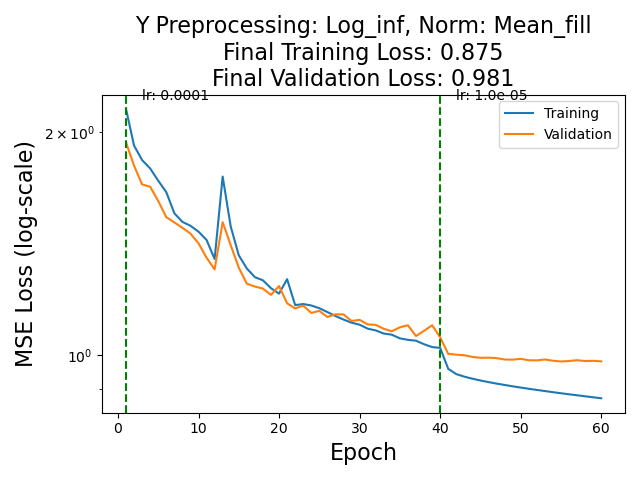 Y Preprocessing: Log_inf, Norm: Mean_fill
Final Training Loss: 0.875
Final Validation Loss: 0.981
lr: 0.0001
lr: 1.0e-05
Training
Validation
2 × 10⁰
10⁰
MSE Loss (log-scale)
0 10 20 30 40 50 60
Epoch